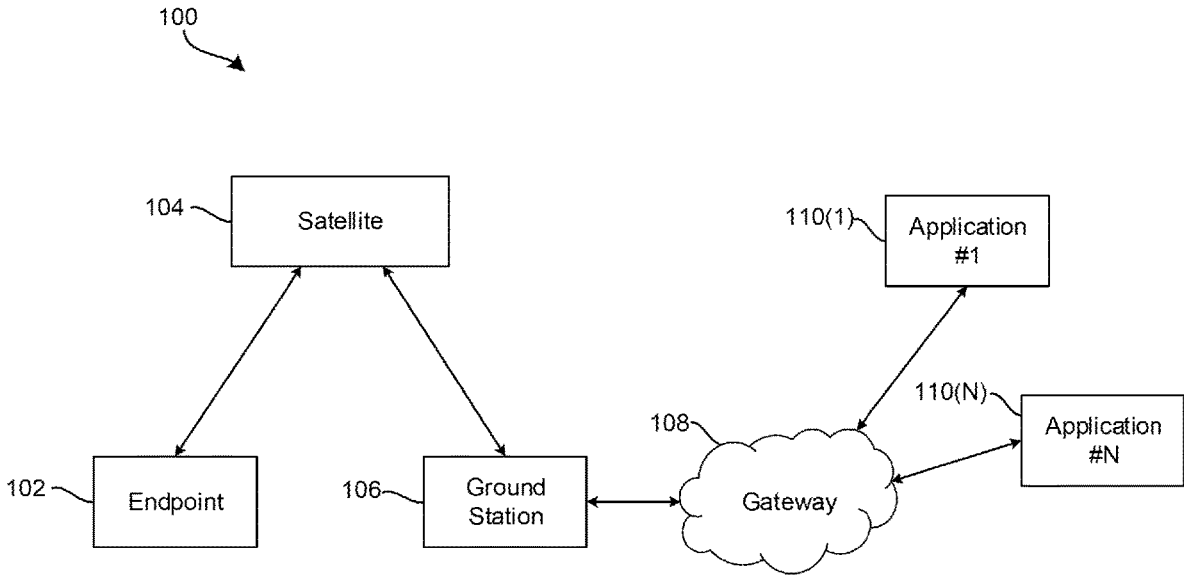 100
104
Satellite
110(1)
Application
#1
110(N)
Application
#N
108
Gateway
102
Endpoint
106
Ground
Station